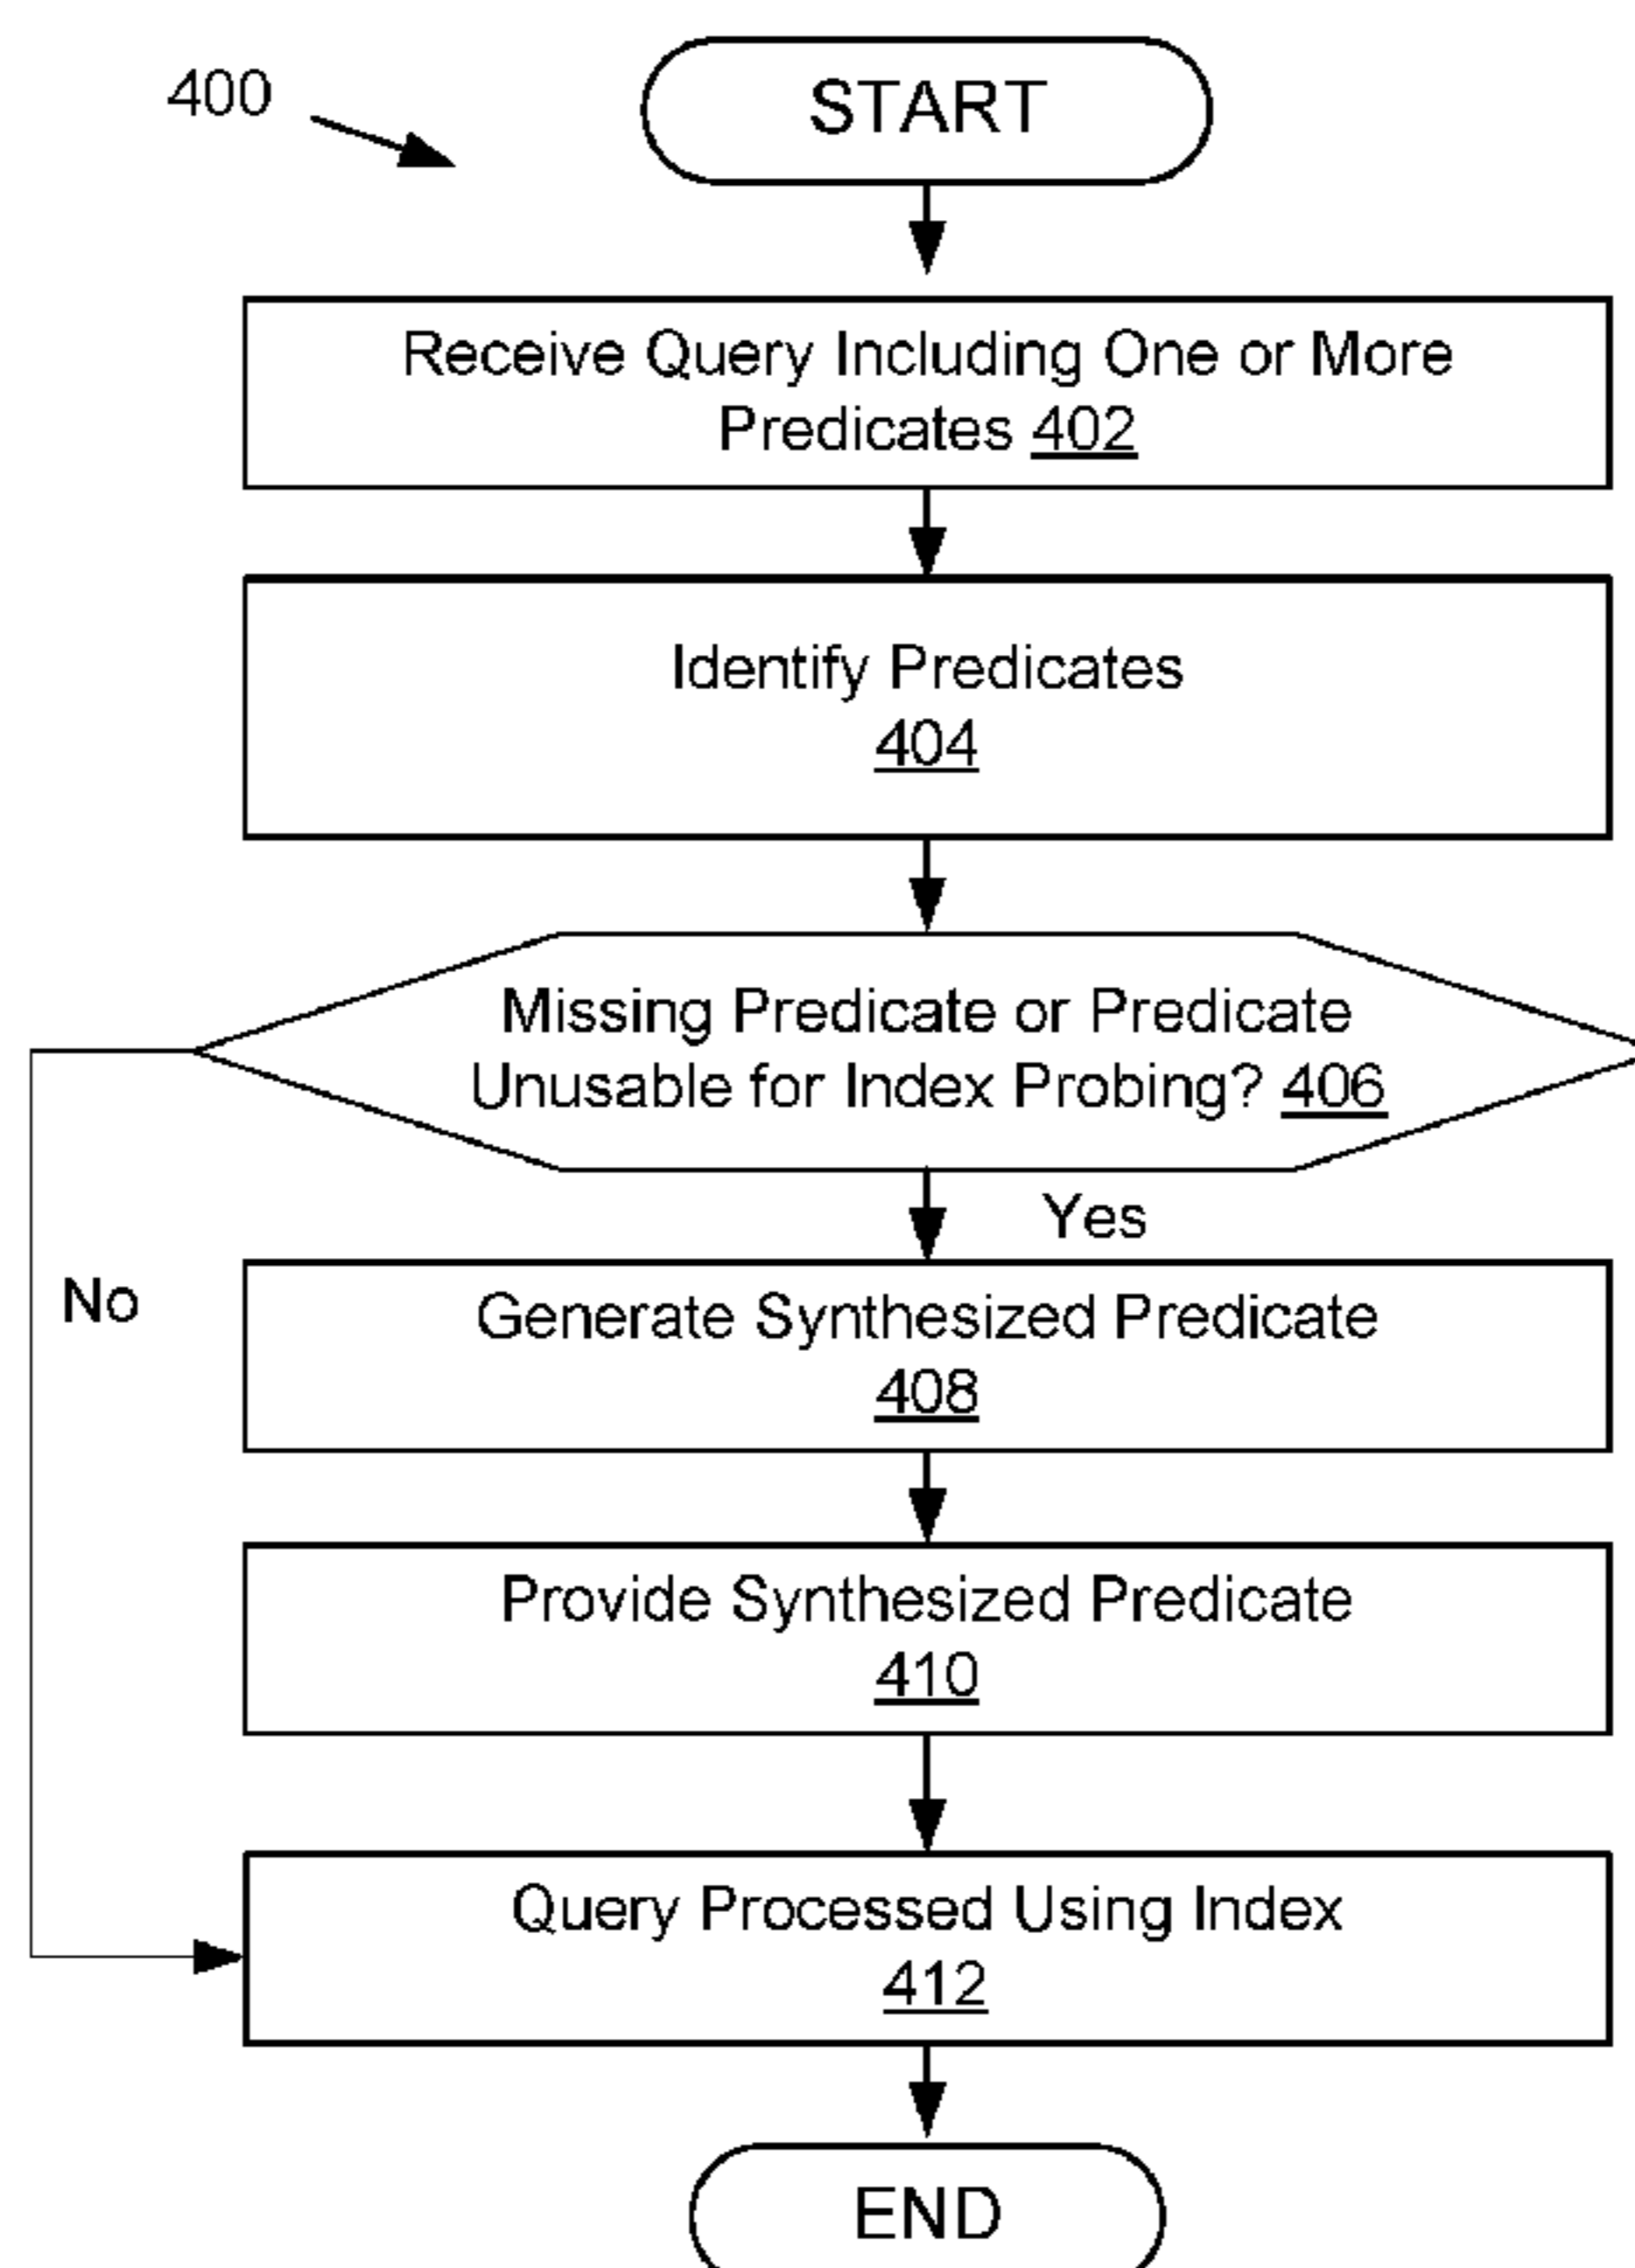 400
START
Receive Query Including One or More
Predicates 402
Identify Predicates
404
Missing Predicate or Predicate
Unusable for Index Probing? 406
Yes
No
Generate Synthesized Predicate
408
Provide Synthesized Predicate
410
Query Processed Using Index
412
END